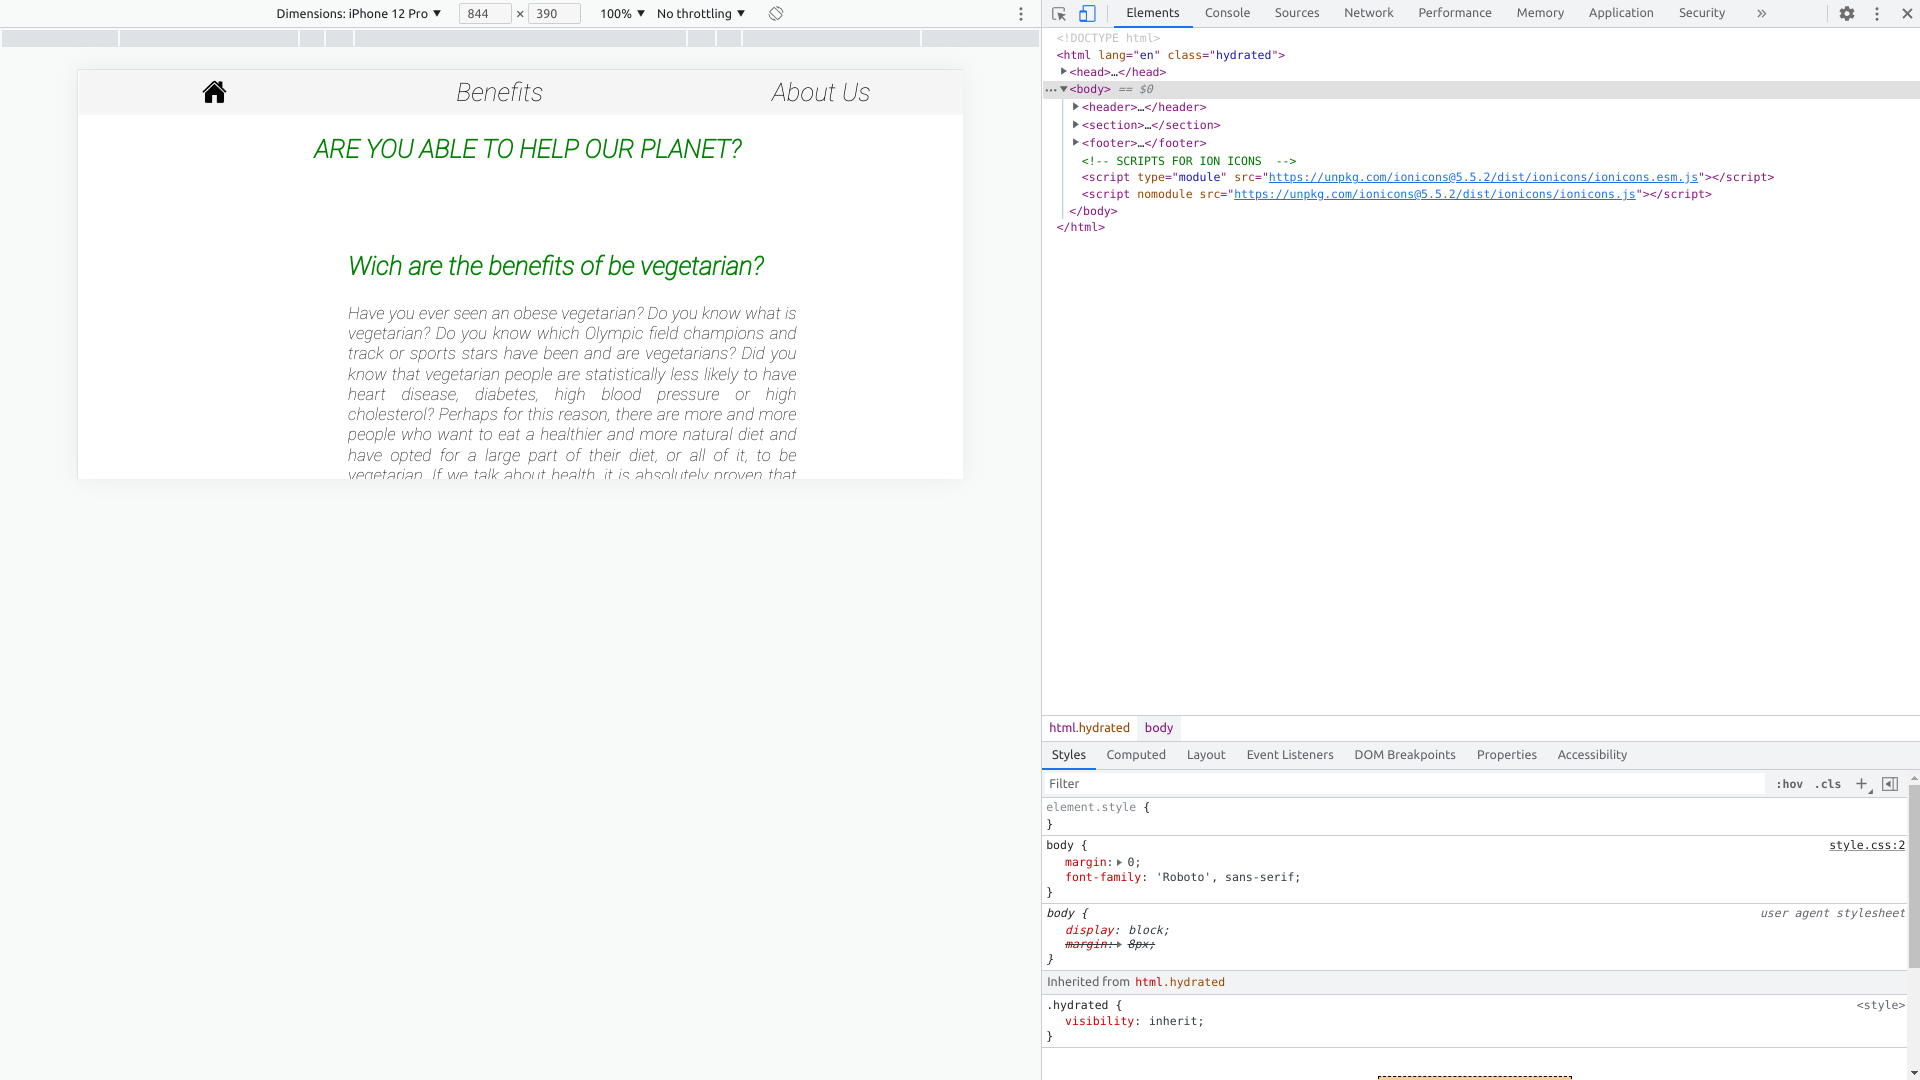 Dimensions: iPhone 12 Pro ▼ 844 × 390 100% ▼ No throttling ▼
Benefits About Us
ARE YOU ABLE TO HELP OUR PLANET?
Wich are the benefits of be vegetarian?
Have you ever seen an obese vegetarian? Do you know what is
vegetarian? Do you know which Olympic field champions and
track or sports stars have been and are vegetarians? Did you
know that vegetarian people are statistically less likely to have
heart disease, diabetes, high blood pressure or high
cholesterol? Perhaps for this reason, there are more and more
people who want to eat a healthier and more natural diet and
have opted for a large part of their diet, or all of it, to be
vegetarian. If we talk about health, it is absolutely proven that
Elements Console Sources Network Performance Memory Application Security »
<!DOCTYPE html>
<html lang="en" class="hydrated">
<head>…</head>
<body> == $0
<header>…</header>
<section>…</section>
<footer>…</footer>
<!-- SCRIPTS FOR ION ICONS  -->
<script type="module" src="https://unpkg.com/ionicons@5.5.2/dist/ionicons/ionicons.esm.js"></script>
<script nomodule src="https://unpkg.com/ionicons@5.5.2/dist/ionicons/ionicons.js"></script>
</body>
</html>
html.hydrated body
Styles Computed Layout Event Listeners DOM Breakpoints Properties Accessibility
Filter :hov .cls +
element.style {
}
body { style.css:2
margin: 0;
font-family: 'Roboto', sans-serif;
}
body { user agent stylesheet
display: block;
margin: 8px;
}
Inherited from html.hydrated
.hydrated { <style>
visibility: inherit;
}